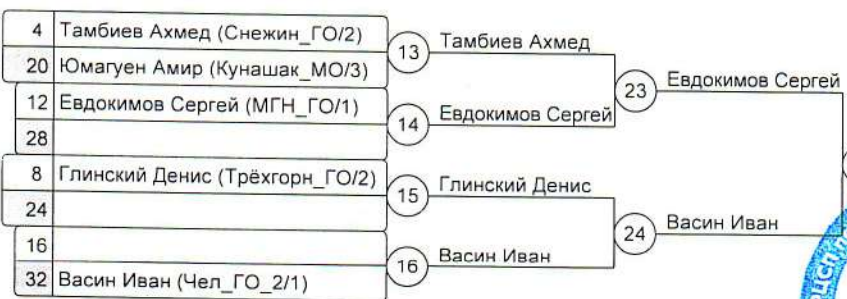 4 Тамбиев Ахмед (Снежин_ГО/2)
20 Юмагуен Амир (Кунашак_МО/3)
13 Тамбиев Ахмед
12 Евдокимов Сергей (МГН_ГО/1)
28
14 Евдокимов Сергей
23 Евдокимов Сергей
8 Глинский Денис (Трёхгорн_ГО/2)
24
15 Глинский Денис
16
32 Васин Иван (Чел_ГО_2/1)
16 Васин Иван
24 Васин Иван
ЦСП